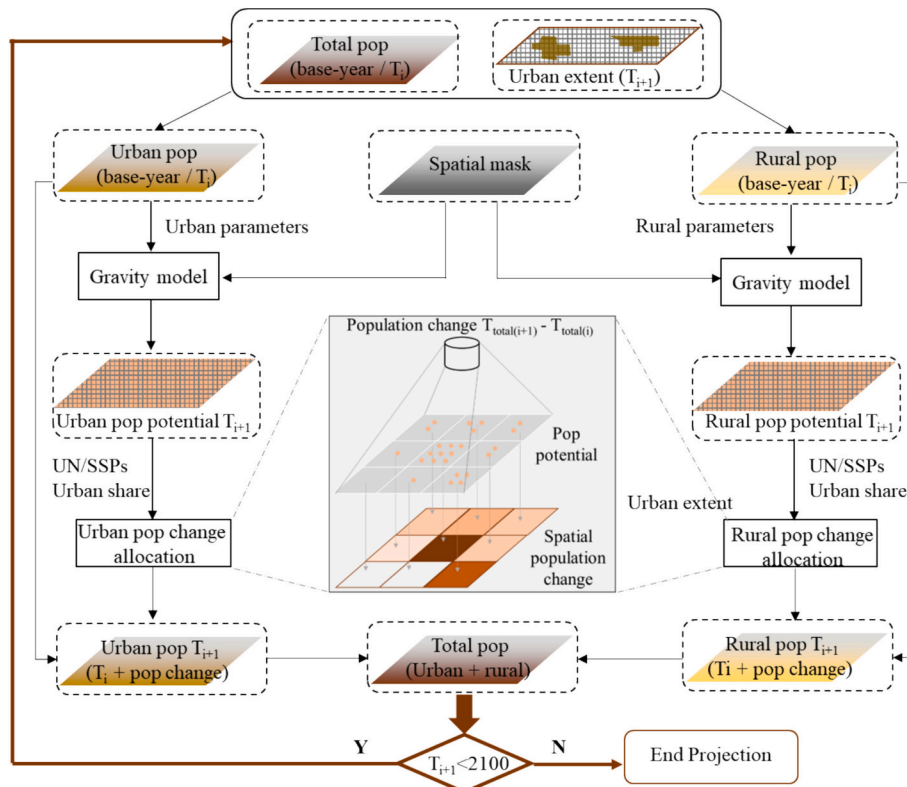 Total pop
(base-year / Ti)
Urban extent (Ti+1)
Urban pop
(base-year / Ti)
Spatial mask
Rural pop
(base-year / Ti)
Urban parameters
Rural parameters
Gravity model
Gravity model
Population change Ttotal(i+1) - Ttotal(i)
Urban pop potential Ti+1
Pop
potential
Rural pop potential Ti+1
UN/SSPs
Urban share
UN/SSPs
Urban share
Urban extent
Urban pop change
allocation
Spatial
population
change
Rural pop change
allocation
Urban pop Ti+1
(Ti + pop change)
Total pop
(Urban + rural)
Rural pop Ti+1
(Ti + pop change)
Y
Ti+1<2100
N
End Projection